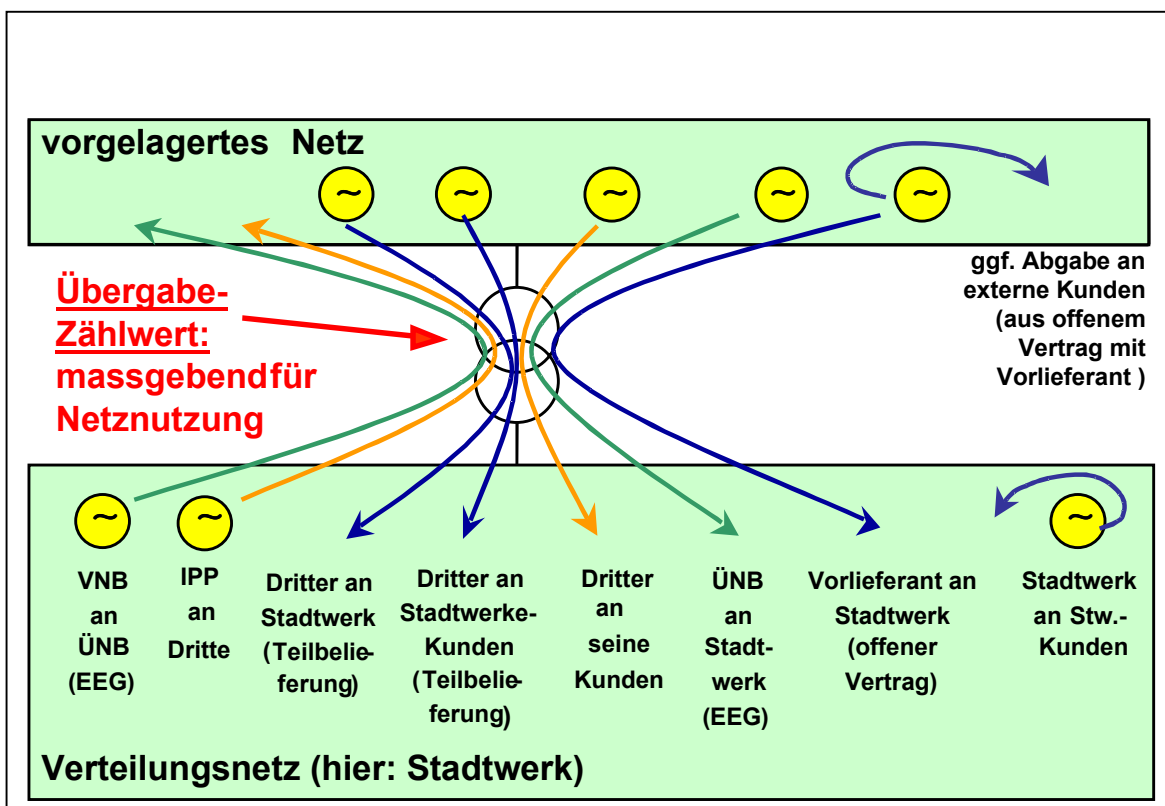 vorgelagertes Netz
~ ~ ~ ~ ~
ggf. Abgabe an
externe Kunden
(aus offenem
Vertrag mit
Vorlieferant )
Übergabe-
Zählwert:
massgebend für
Netznutzung
~ ~ ~
VNB
an
ÜNB
(EEG)
IPP
an
Dritte
Dritter an
Stadtwerk
(Teilbelie-
ferung)
Dritter an
Stadtwerke-
Kunden
(Teilbelie-
ferung)
Dritter
an
seine
Kunden
ÜNB
an
Stadt-
werk
(EEG)
Vorlieferant an
Stadtwerk
(offener
Vertrag)
Stadtwerk
an Stw.-
Kunden
Verteilungsnetz (hier: Stadtwerk)